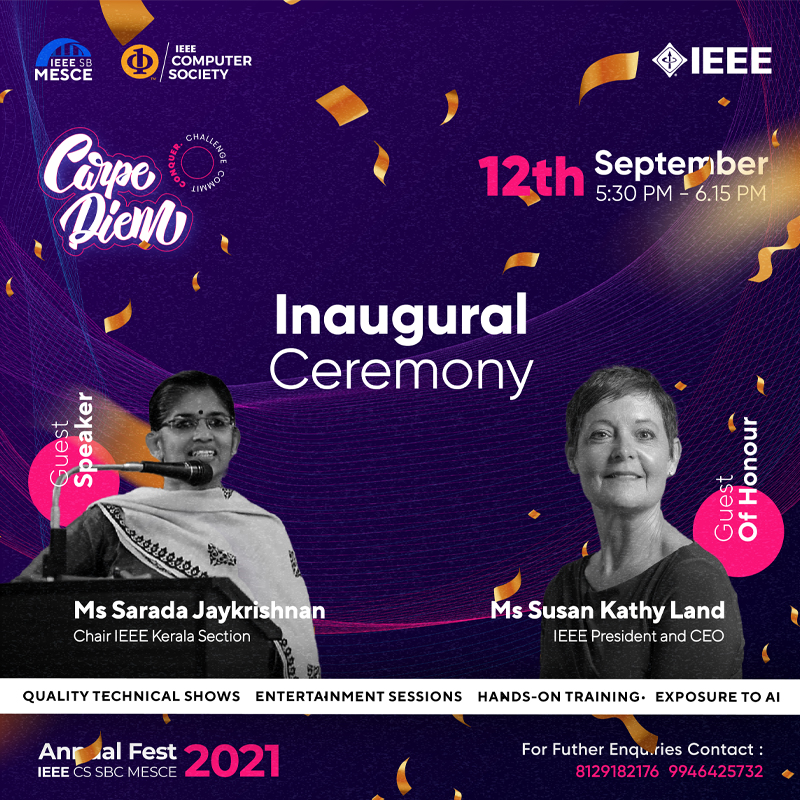 IEEE SB
MESCE
IEEE
COMPUTER
SOCIETY
IEEE
Carpe
Diem
CONQUER. CHALLENGE COMMIT
12th September
5:30 PM - 6.15 PM
Inaugural
Ceremony
Guest
Speaker
Guest
Of Honour
Ms Sarada Jaykrishnan
Chair IEEE Kerala Section
Ms Susan Kathy Land
IEEE President and CEO
QUALITY TECHNICAL SHOWS ENTERTAINMENT SESSIONS HANDS-ON TRAINING· EXPOSURE TO AI
Annual Fest 2021
IEEE CS SBC MESCE
For Futher Enquiries Contact :
8129182176 9946425732